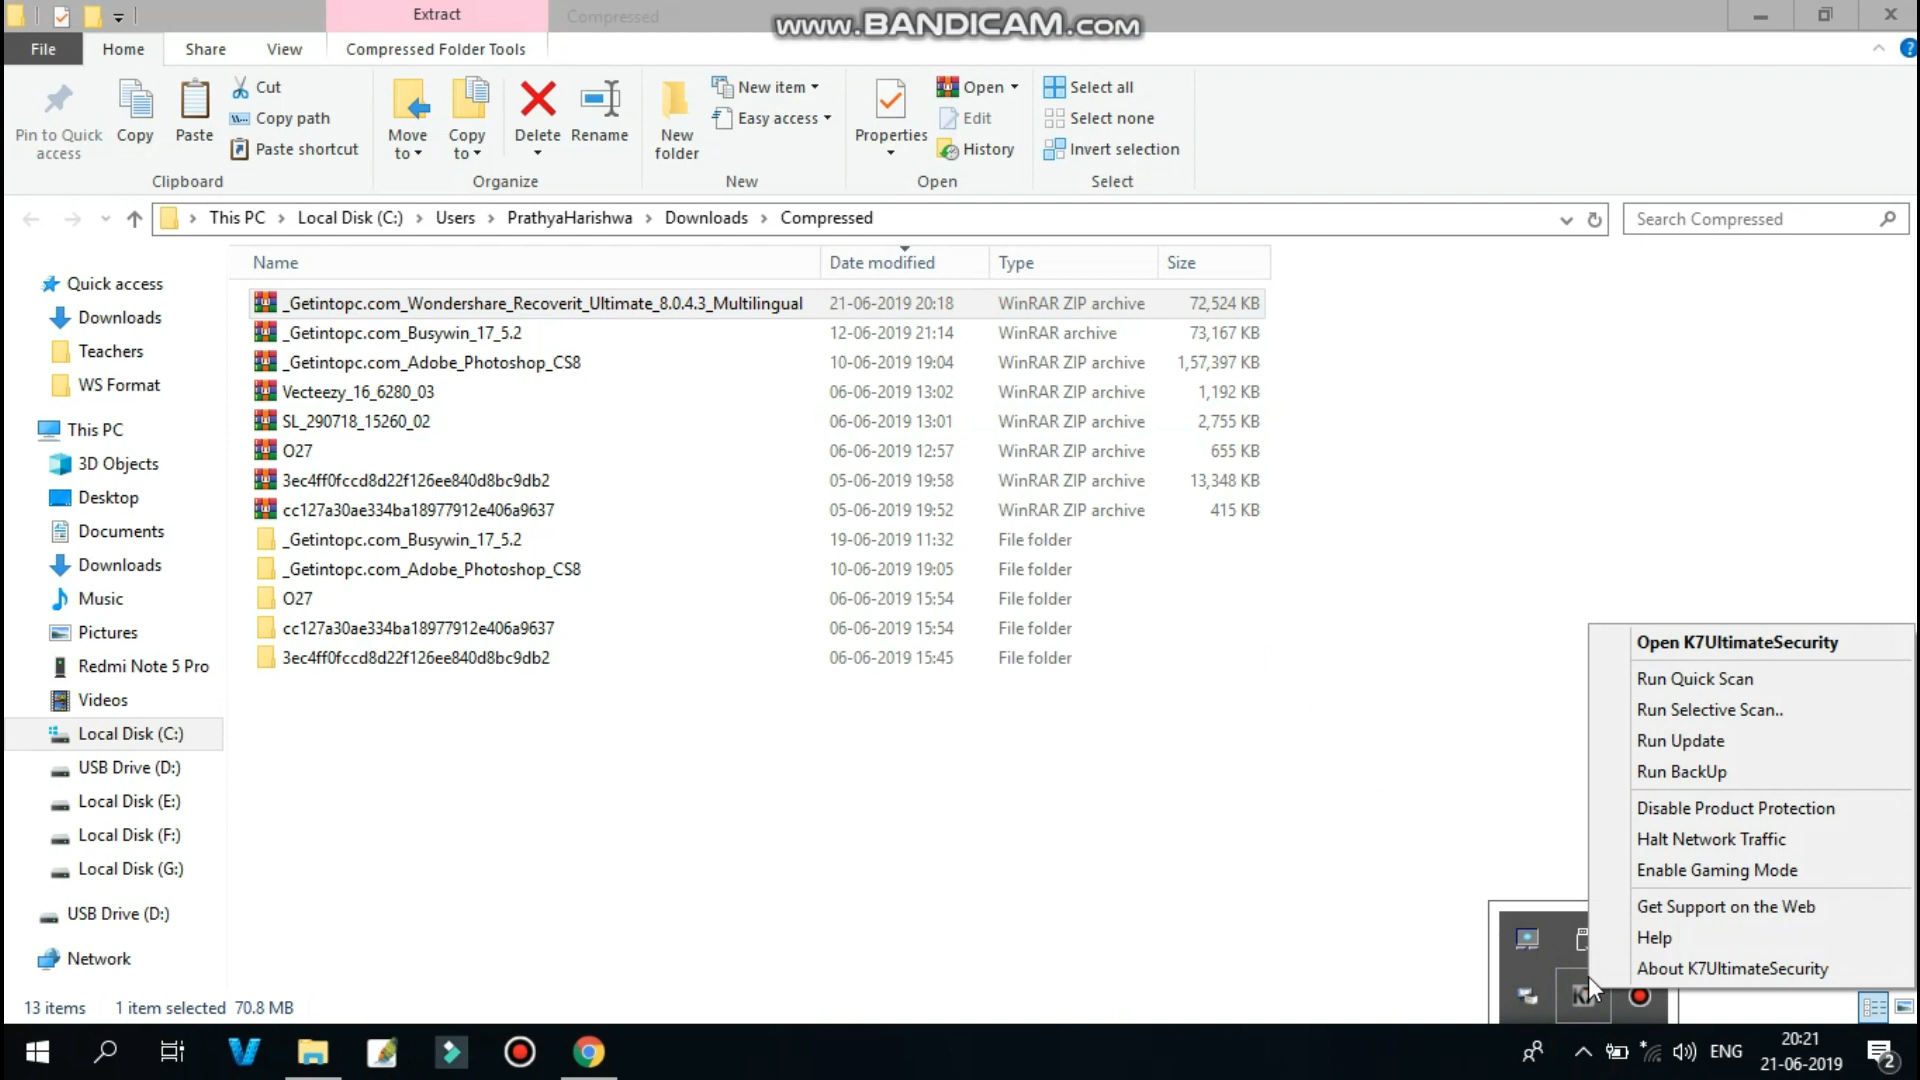 Extract
Compressed
www.BANDICAM.com
File
Home
Share
View
Compressed Folder Tools
Pin to Quick access
Copy
Paste
Cut
Copy path
Paste shortcut
Clipboard
Move to
Copy to
Delete
Rename
Organize
New folder
New item
Easy access
New
Properties
Open
Edit
History
Open
Select all
Select none
Invert selection
Select
This PC > Local Disk (C:) > Users > PrathyaHarishwa > Downloads > Compressed
Search Compressed
Name Date modified Type Size
_Getintopc.com_Wondershare_Recoverit_Ultimate_8.0.4.3_Multilingual 21-06-2019 20:18 WinRAR ZIP archive 72,524 KB
_Getintopc.com_Busywin_17_5.2 12-06-2019 21:14 WinRAR archive 73,167 KB
_Getintopc.com_Adobe_Photoshop_CS8 10-06-2019 19:04 WinRAR ZIP archive 1,57,397 KB
Vecteezy_16_6280_03 06-06-2019 13:02 WinRAR ZIP archive 1,192 KB
SL_290718_15260_02 06-06-2019 13:01 WinRAR ZIP archive 2,755 KB
O27 06-06-2019 12:57 WinRAR ZIP archive 655 KB
3ec4ff0fccd8d22f126ee840d8bc9db2 05-06-2019 19:58 WinRAR ZIP archive 13,348 KB
cc127a30ae334ba18977912e406a9637 05-06-2019 19:52 WinRAR ZIP archive 415 KB
_Getintopc.com_Busywin_17_5.2 19-06-2019 11:32 File folder
_Getintopc.com_Adobe_Photoshop_CS8 10-06-2019 19:05 File folder
O27 06-06-2019 15:54 File folder
cc127a30ae334ba18977912e406a9637 06-06-2019 15:54 File folder
3ec4ff0fccd8d22f126ee840d8bc9db2 06-06-2019 15:45 File folder
Quick access
Downloads
Teachers
WS Format
This PC
3D Objects
Desktop
Documents
Downloads
Music
Pictures
Redmi Note 5 Pro
Videos
Local Disk (C:)
USB Drive (D:)
Local Disk (E:)
Local Disk (F:)
Local Disk (G:)
USB Drive (D:)
Network
Open K7UltimateSecurity
Run Quick Scan
Run Selective Scan..
Run Update
Run BackUp
Disable Product Protection
Halt Network Traffic
Enable Gaming Mode
Get Support on the Web
Help
About K7UltimateSecurity
13 items 1 item selected 70.8 MB
ENG
20:21
21-06-2019
2